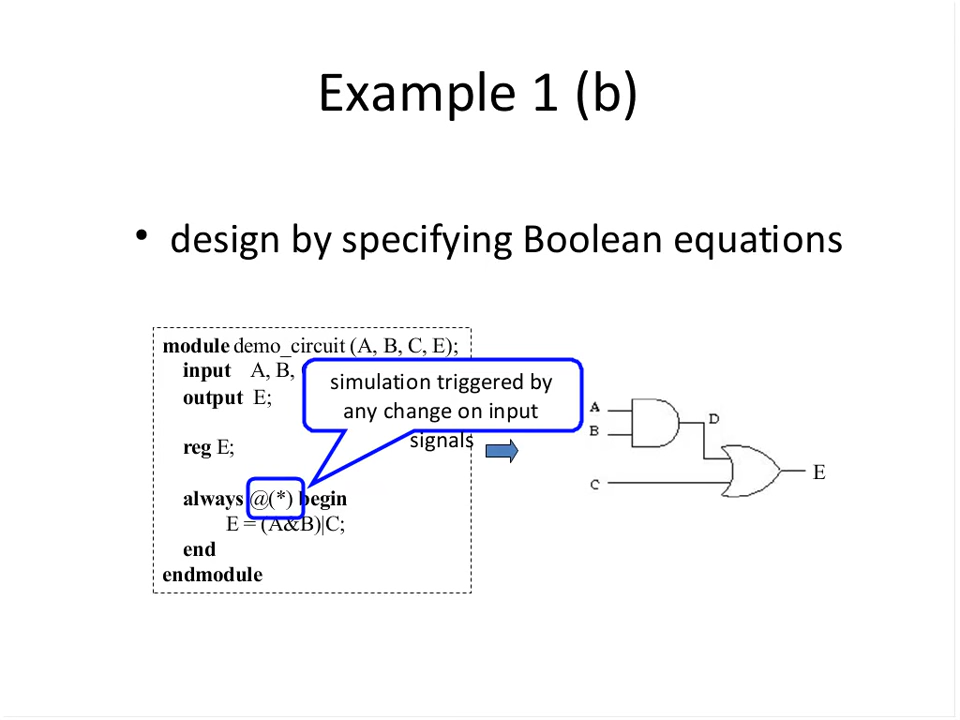 Example 1 (b)
• design by specifying Boolean equations
module demo_circuit (A, B, C, E);
input A, B,
output E;
reg E;
always @(*) begin
E = (A&B)|C;
end
endmodule
simulation triggered by
any change on input
signals
A
B
C
D
E